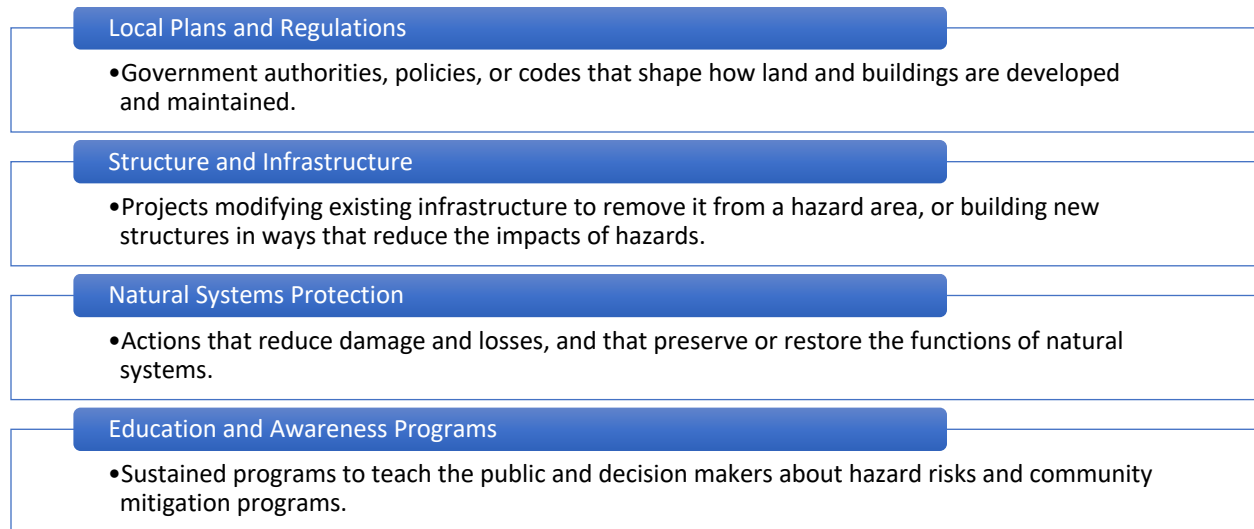 Local Plans and Regulations
•Government authorities, policies, or codes that shape how land and buildings are developed
and maintained.
Structure and Infrastructure
•Projects modifying existing infrastructure to remove it from a hazard area, or building new
structures in ways that reduce the impacts of hazards.
Natural Systems Protection
•Actions that reduce damage and losses, and that preserve or restore the functions of natural
systems.
Education and Awareness Programs
•Sustained programs to teach the public and decision makers about hazard risks and community
mitigation programs.